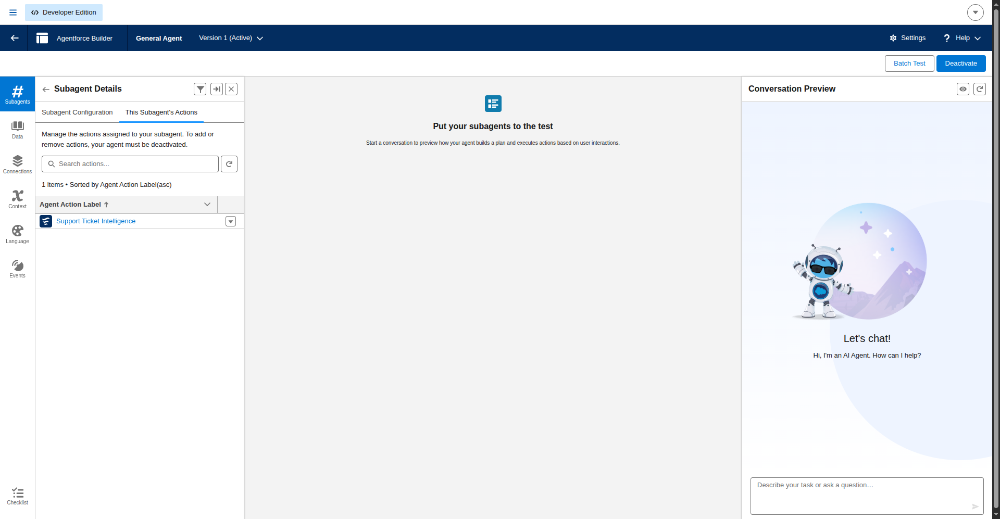 Developer Edition
Agentforce Builder
General Agent
Version 1 (Active)
Settings
Help
Batch Test
Deactivate
Subagents
Data
Connections
Context
Language
Events
Checklist
Subagent Details
Subagent Configuration
This Subagent's Actions
Manage the actions assigned to your subagent. To add or
remove actions, your agent must be deactivated.
Search actions...
1 items • Sorted by Agent Action Label(asc)
Agent Action Label
Support Ticket Intelligence
Put your subagents to the test
Start a conversation to preview how your agent builds a plan and executes actions based on user interactions.
Conversation Preview
Let's chat!
Hi, I'm an AI Agent. How can I help?
Describe your task or ask a question…